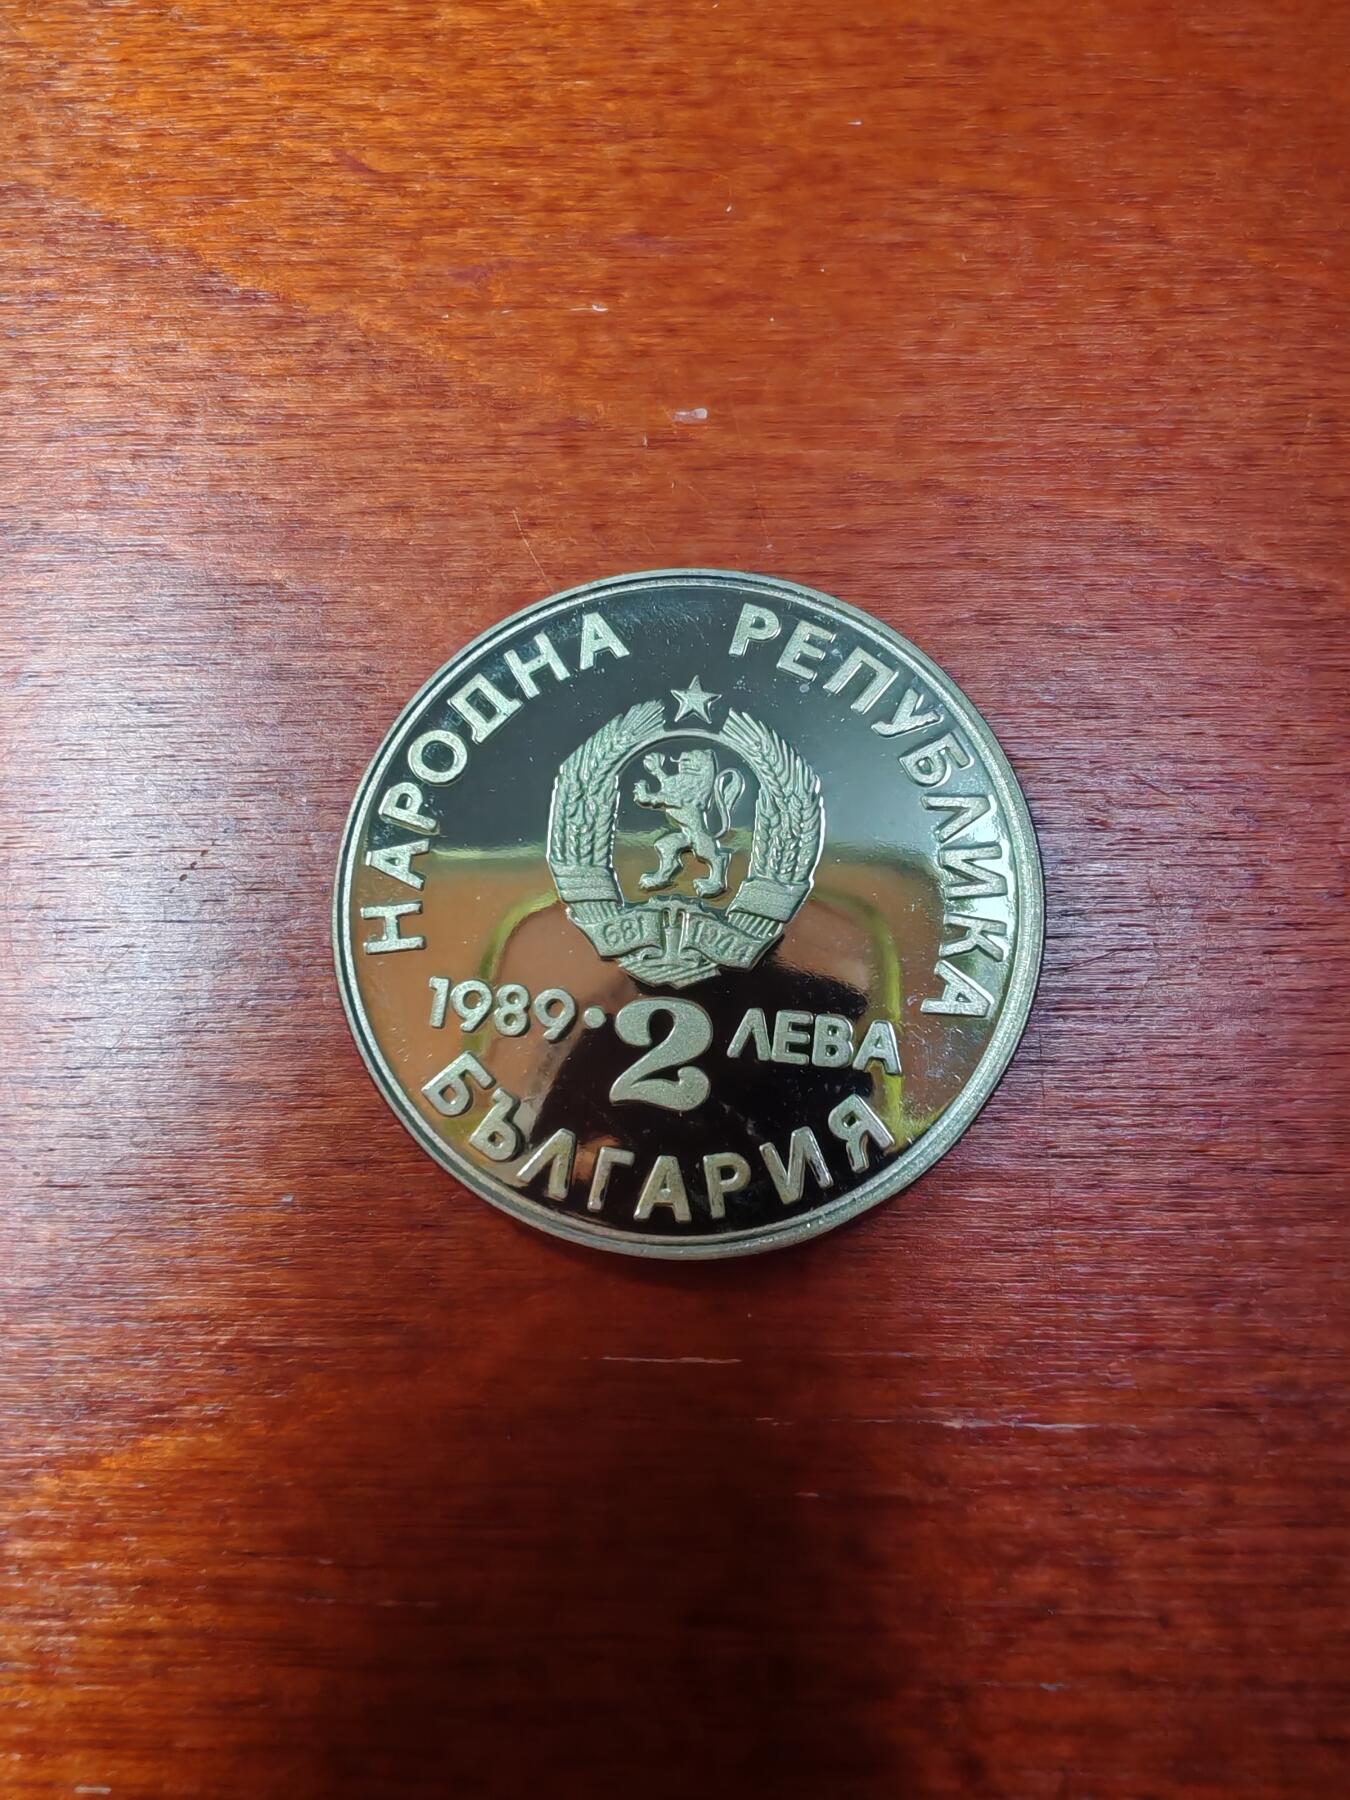 НАРОДНА РЕПУБЛИКА
681 1944
1989·2 ЛЕВА
БЪЛГАРИЯ